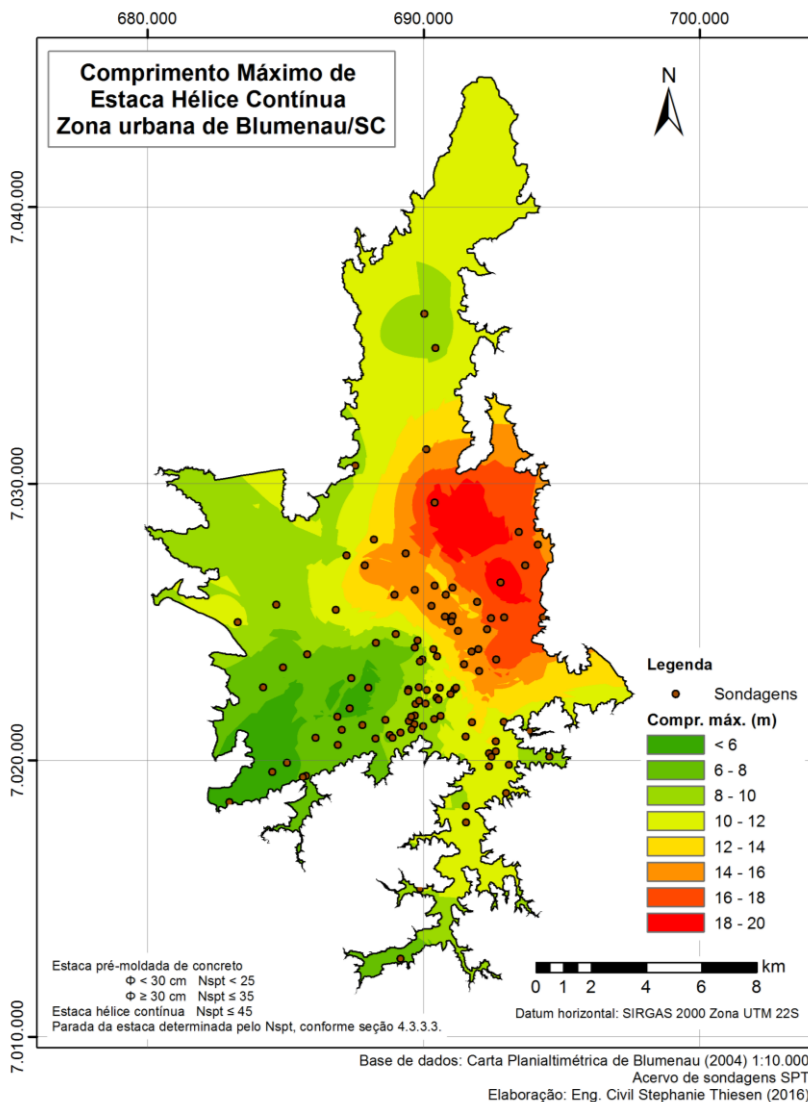 680.000
690.000
700.000
Comprimento Máximo de
Estaca Hélice Contínua
Zona urbana de Blumenau/SC
N
7.040.000
7.030.000
7.020.000
7.010.000
Legenda
Sondagens
Compr. máx. (m)
< 6
6 - 8
8 - 10
10 - 12
12 - 14
14 - 16
16 - 18
18 - 20
km
0 1 2 4 6 8
Datum horizontal: SIRGAS 2000 Zona UTM 22S
Estaca pré-moldada de concreto
Φ < 30 cm Nspt < 25
Φ ≥ 30 cm Nspt ≤ 35
Estaca hélice contínua Nspt ≤ 45
Parada da estaca determinada pelo Nspt, conforme seção 4.3.3.3.
Base de dados: Carta Planialtimétrica de Blumenau (2004) 1:10.000
Acervo de sondagens SPT
Elaboração: Eng. Civil Stephanie Thiesen (2016)